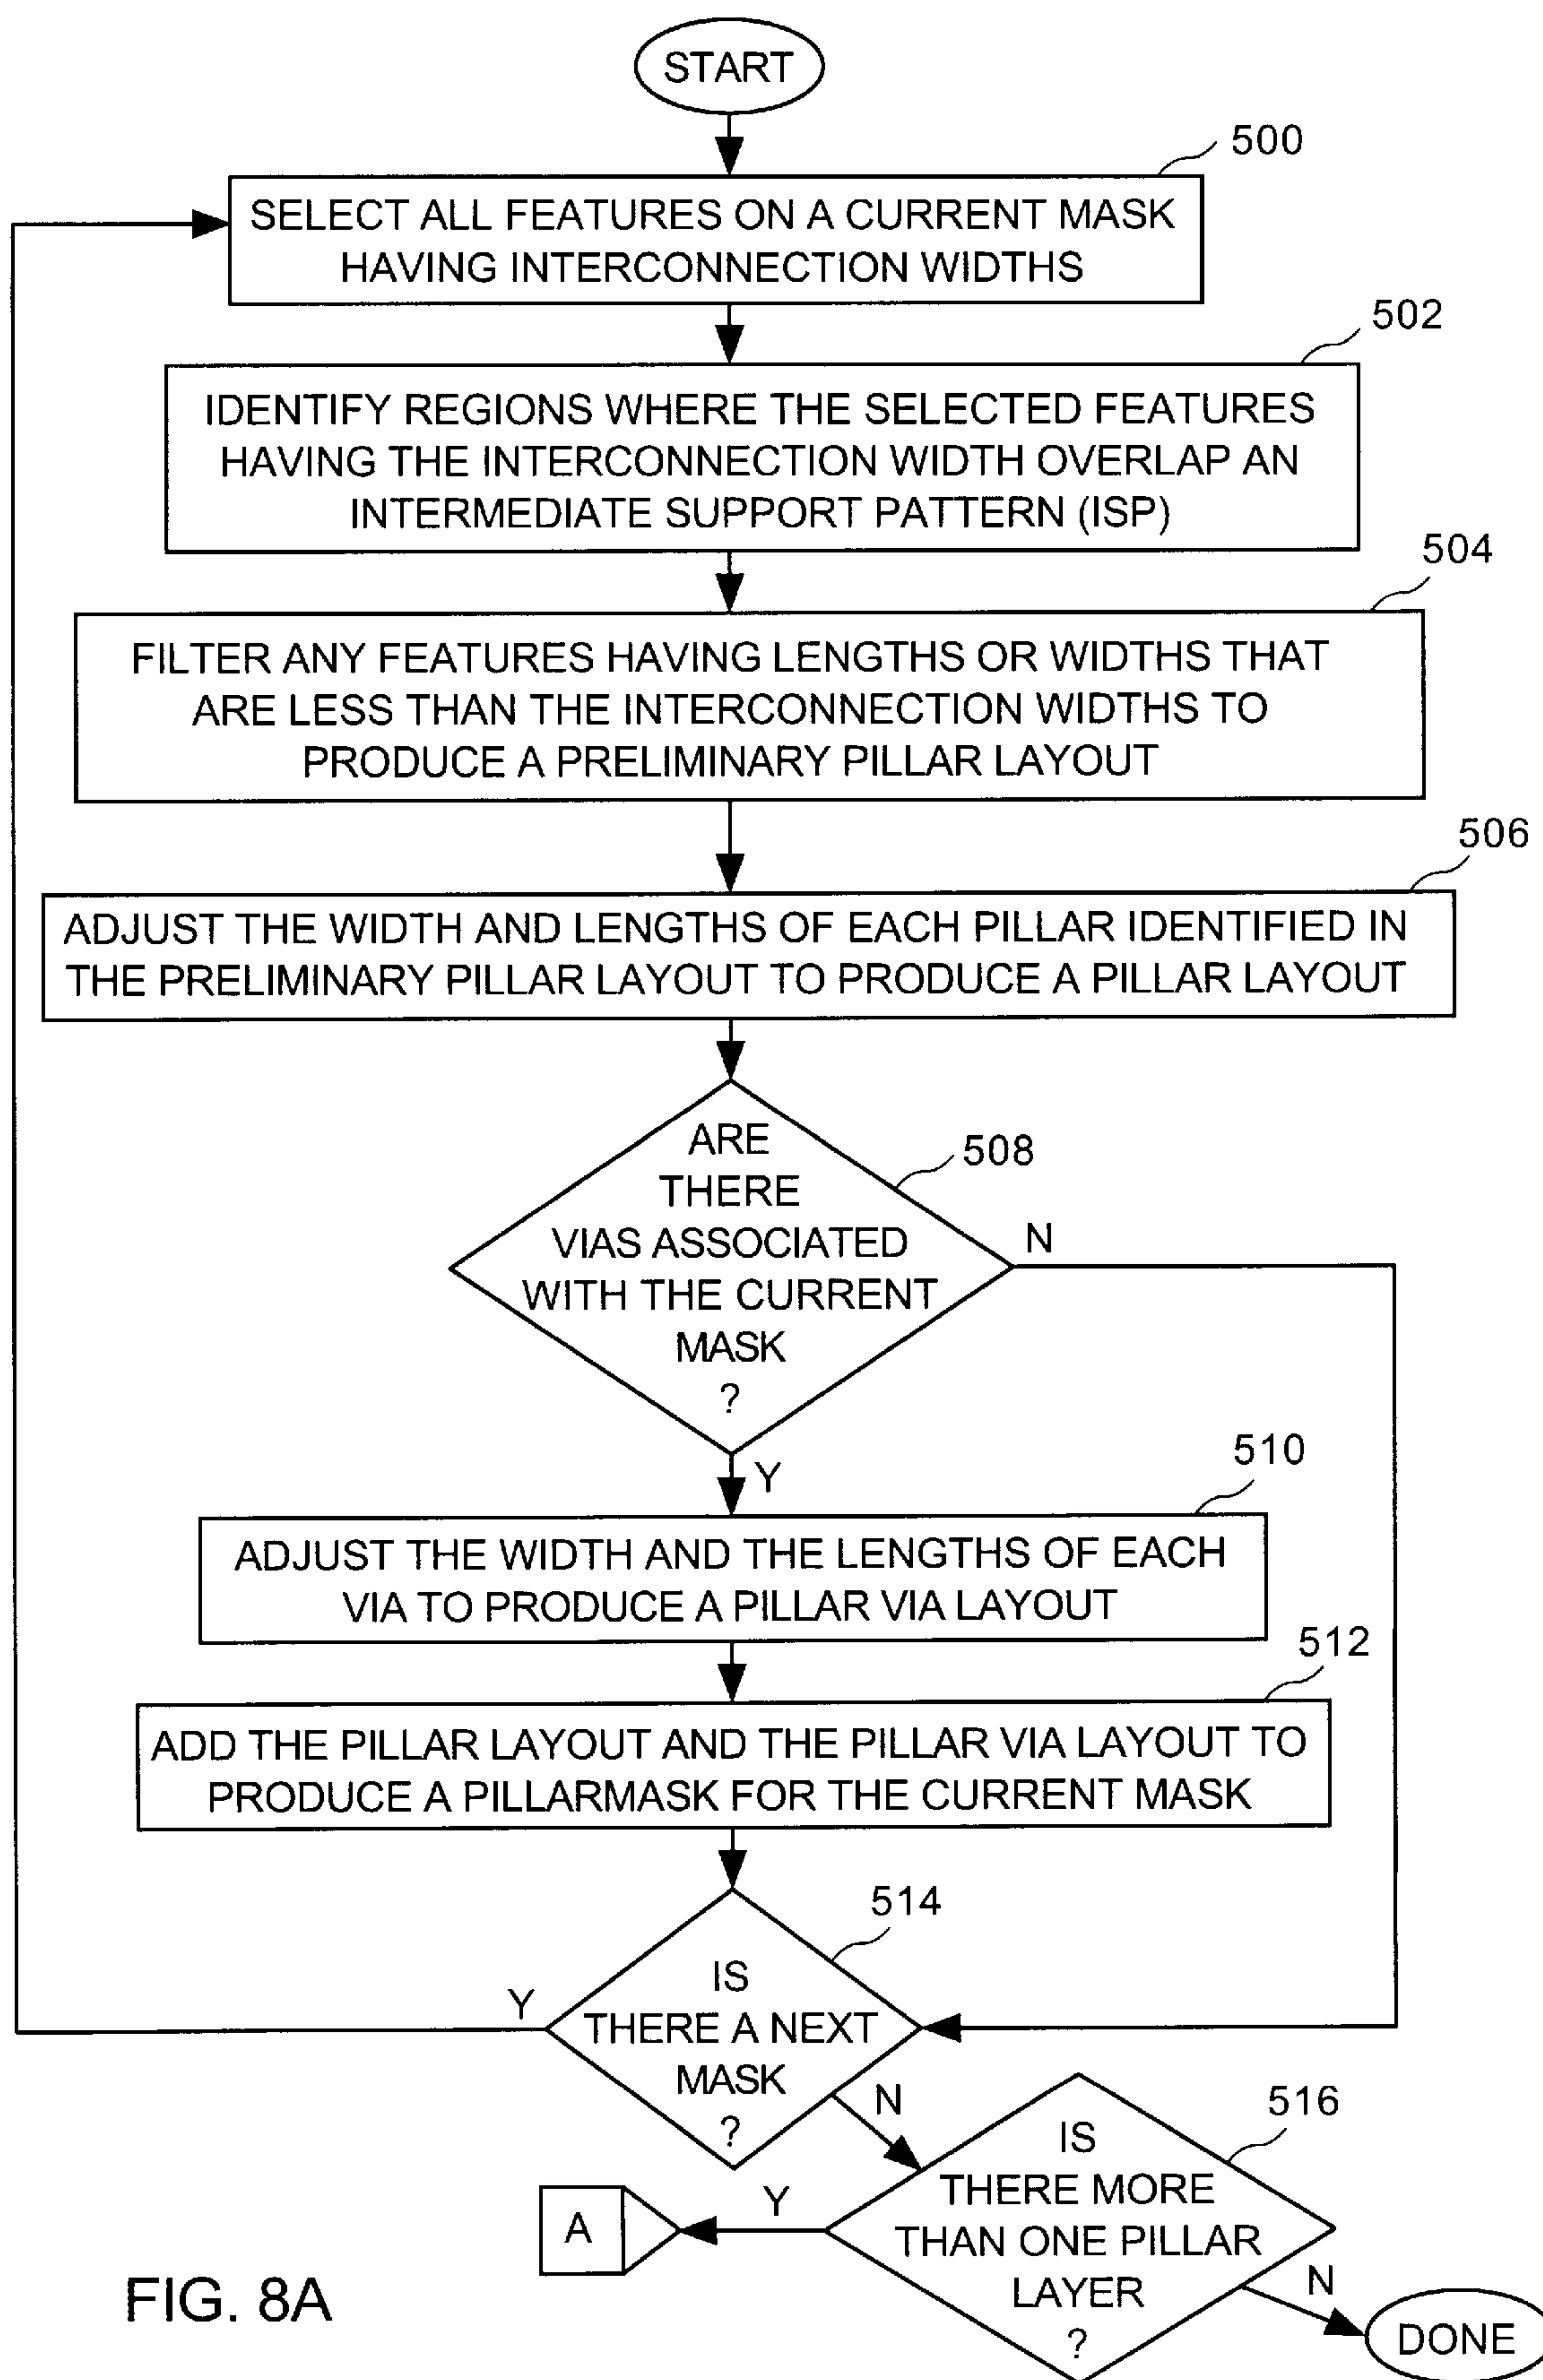 START
500
SELECT ALL FEATURES ON A CURRENT MASK
HAVING INTERCONNECTION WIDTHS
502
IDENTIFY REGIONS WHERE THE SELECTED FEATURES
HAVING THE INTERCONNECTION WIDTH OVERLAP AN
INTERMEDIATE SUPPORT PATTERN (ISP)
504
FILTER ANY FEATURES HAVING LENGTHS OR WIDTHS THAT
ARE LESS THAN THE INTERCONNECTION WIDTHS TO
PRODUCE A PRELIMINARY PILLAR LAYOUT
506
ADJUST THE WIDTH AND LENGTHS OF EACH PILLAR IDENTIFIED IN
THE PRELIMINARY PILLAR LAYOUT TO PRODUCE A PILLAR LAYOUT
508
ARE
THERE
VIAS ASSOCIATED
WITH THE CURRENT
MASK
?
N
Y
510
ADJUST THE WIDTH AND THE LENGTHS OF EACH
VIA TO PRODUCE A PILLAR VIA LAYOUT
512
ADD THE PILLAR LAYOUT AND THE PILLAR VIA LAYOUT TO
PRODUCE A PILLARMASK FOR THE CURRENT MASK
514
IS
THERE A NEXT
MASK
?
Y
N
516
IS
THERE MORE
THAN ONE PILLAR
LAYER
?
Y
A
N
DONE
FIG. 8A